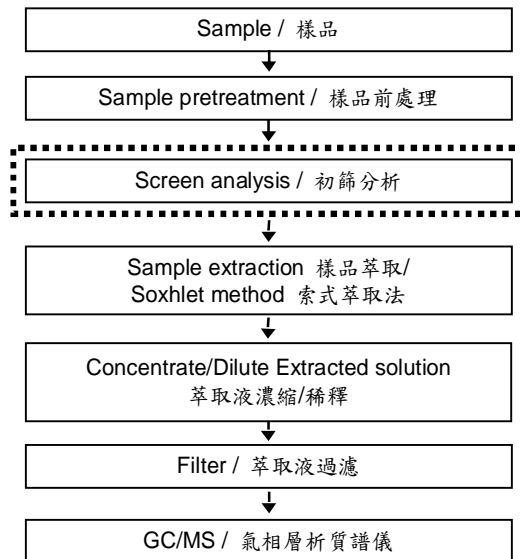 Sample / 樣品
Sample pretreatment / 樣品前處理
Screen analysis / 初篩分析
Sample extraction 樣品萃取/
Soxhlet method 索式萃取法
Concentrate/Dilute Extracted solution
萃取液濃縮/稀釋
Filter / 萃取液過濾
GC/MS / 氣相層析質譜儀